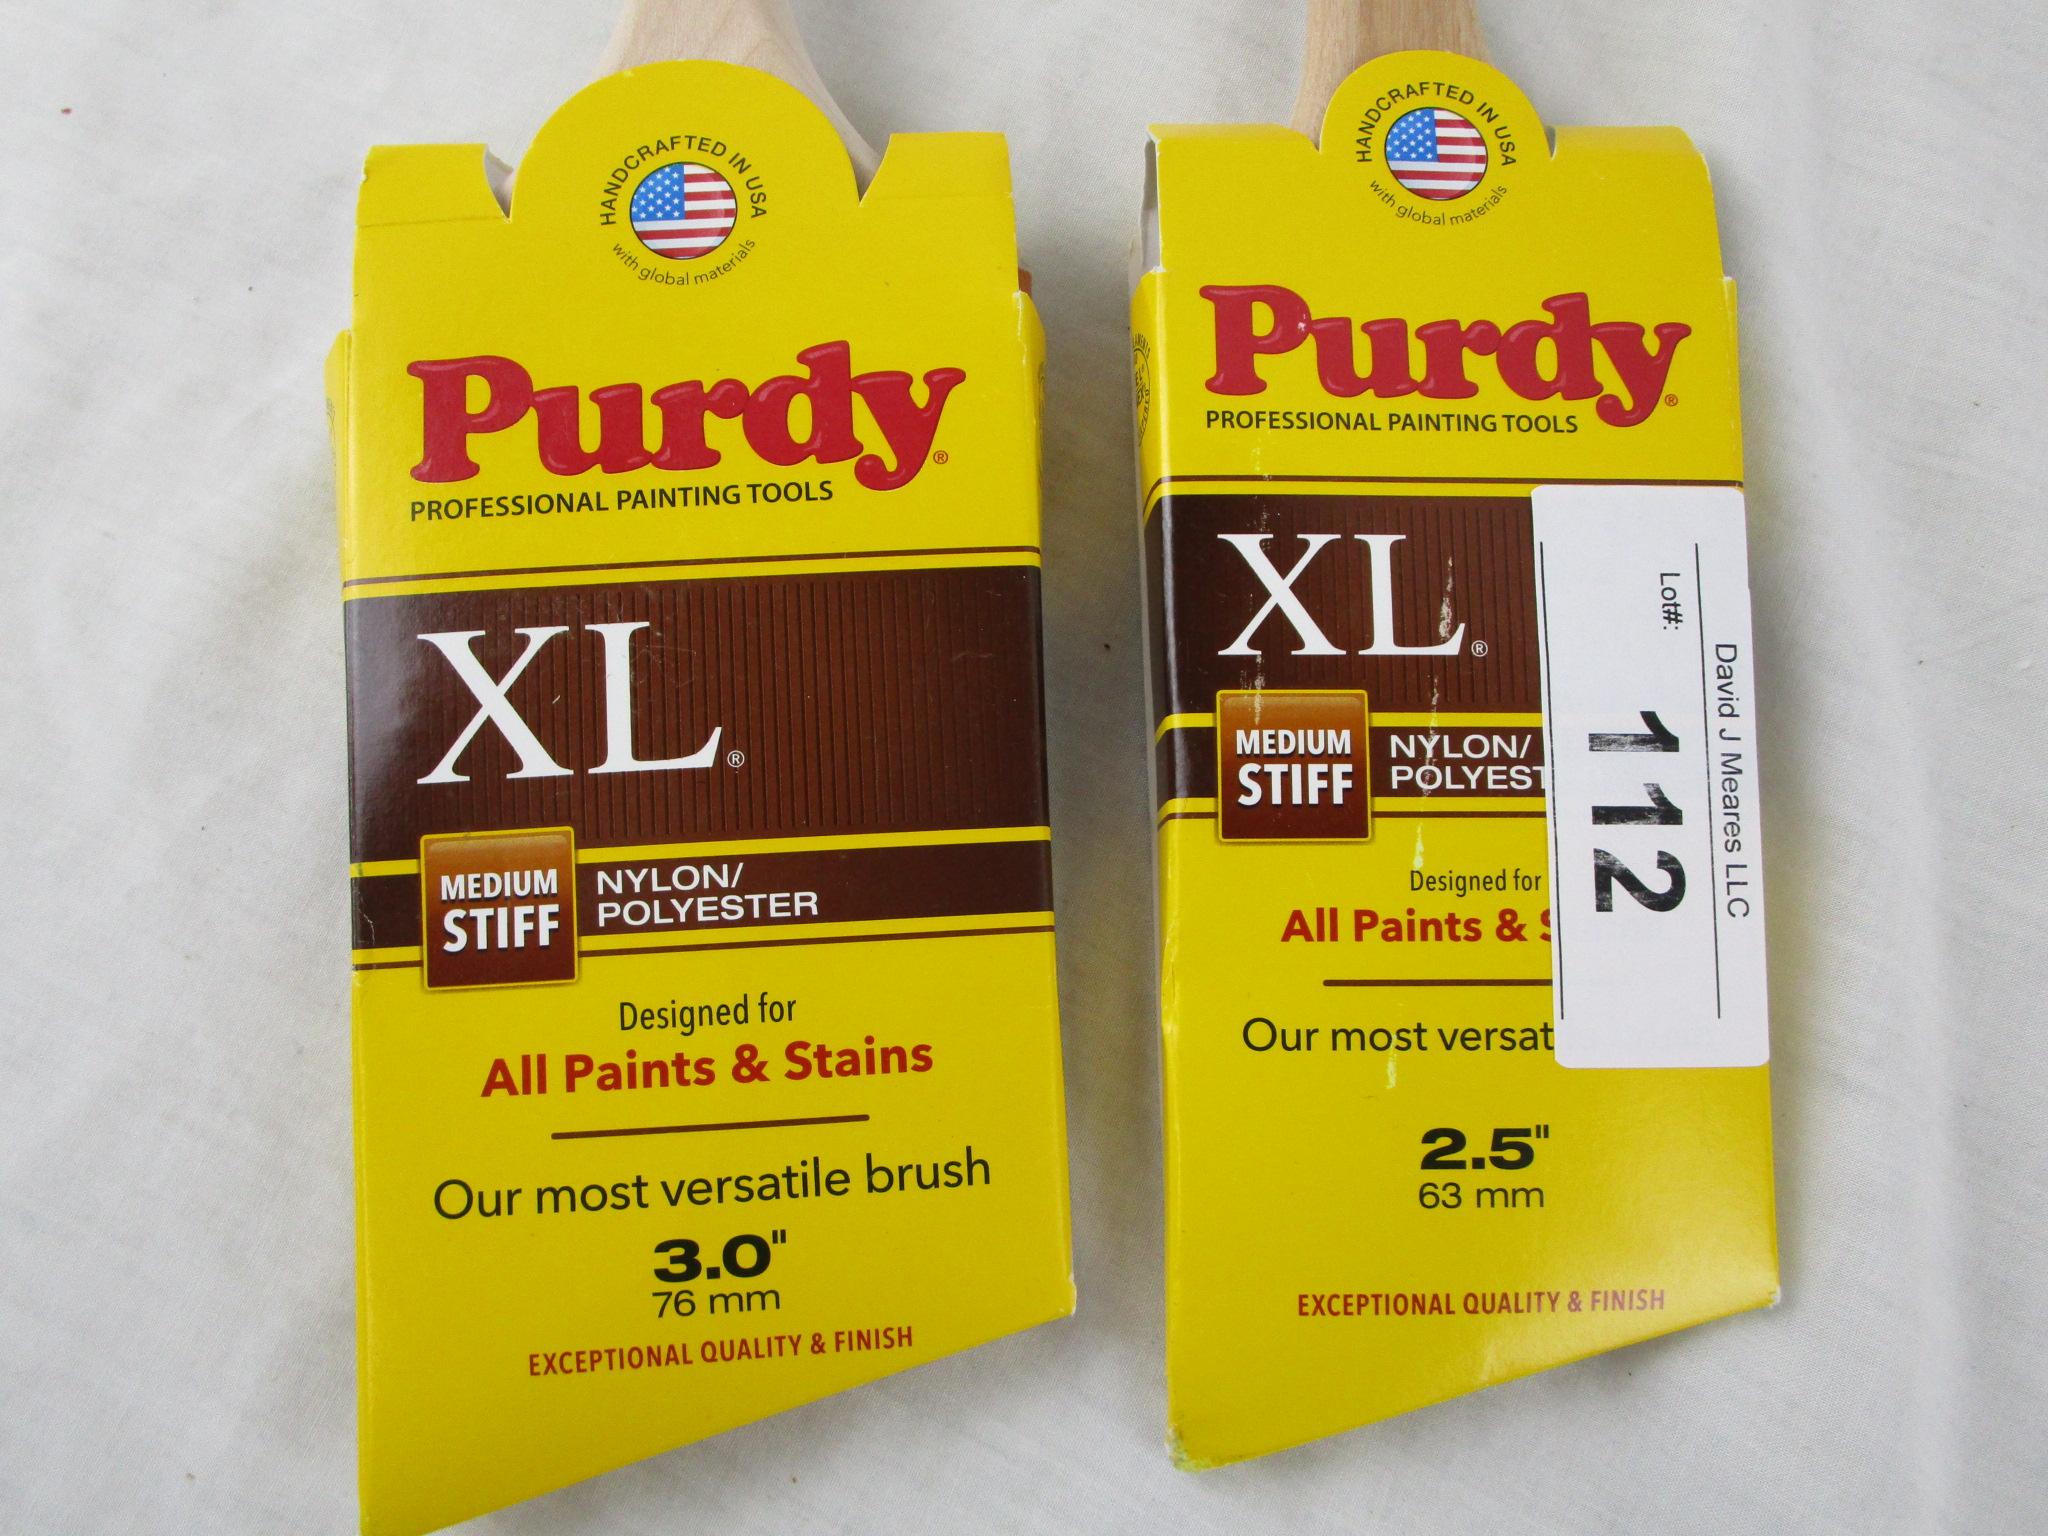 HANDCRAFTED IN USA
with global materials
Purdy®
PROFESSIONAL PAINTING TOOLS
XL®
MEDIUM
STIFF
NYLON/
POLYESTER
Designed for
All Paints & Stains
Our most versatile brush
3.0"
76 mm
EXCEPTIONAL QUALITY & FINISH
HANDCRAFTED IN USA
with global materials
Purdy®
PROFESSIONAL PAINTING TOOLS
XL®
MEDIUM
STIFF
NYLON/
POLYEST
Designed for
All Paints & S
Our most versat
2.5"
63 mm
EXCEPTIONAL QUALITY & FINISH
David J Meares LLC
Lot#:
112